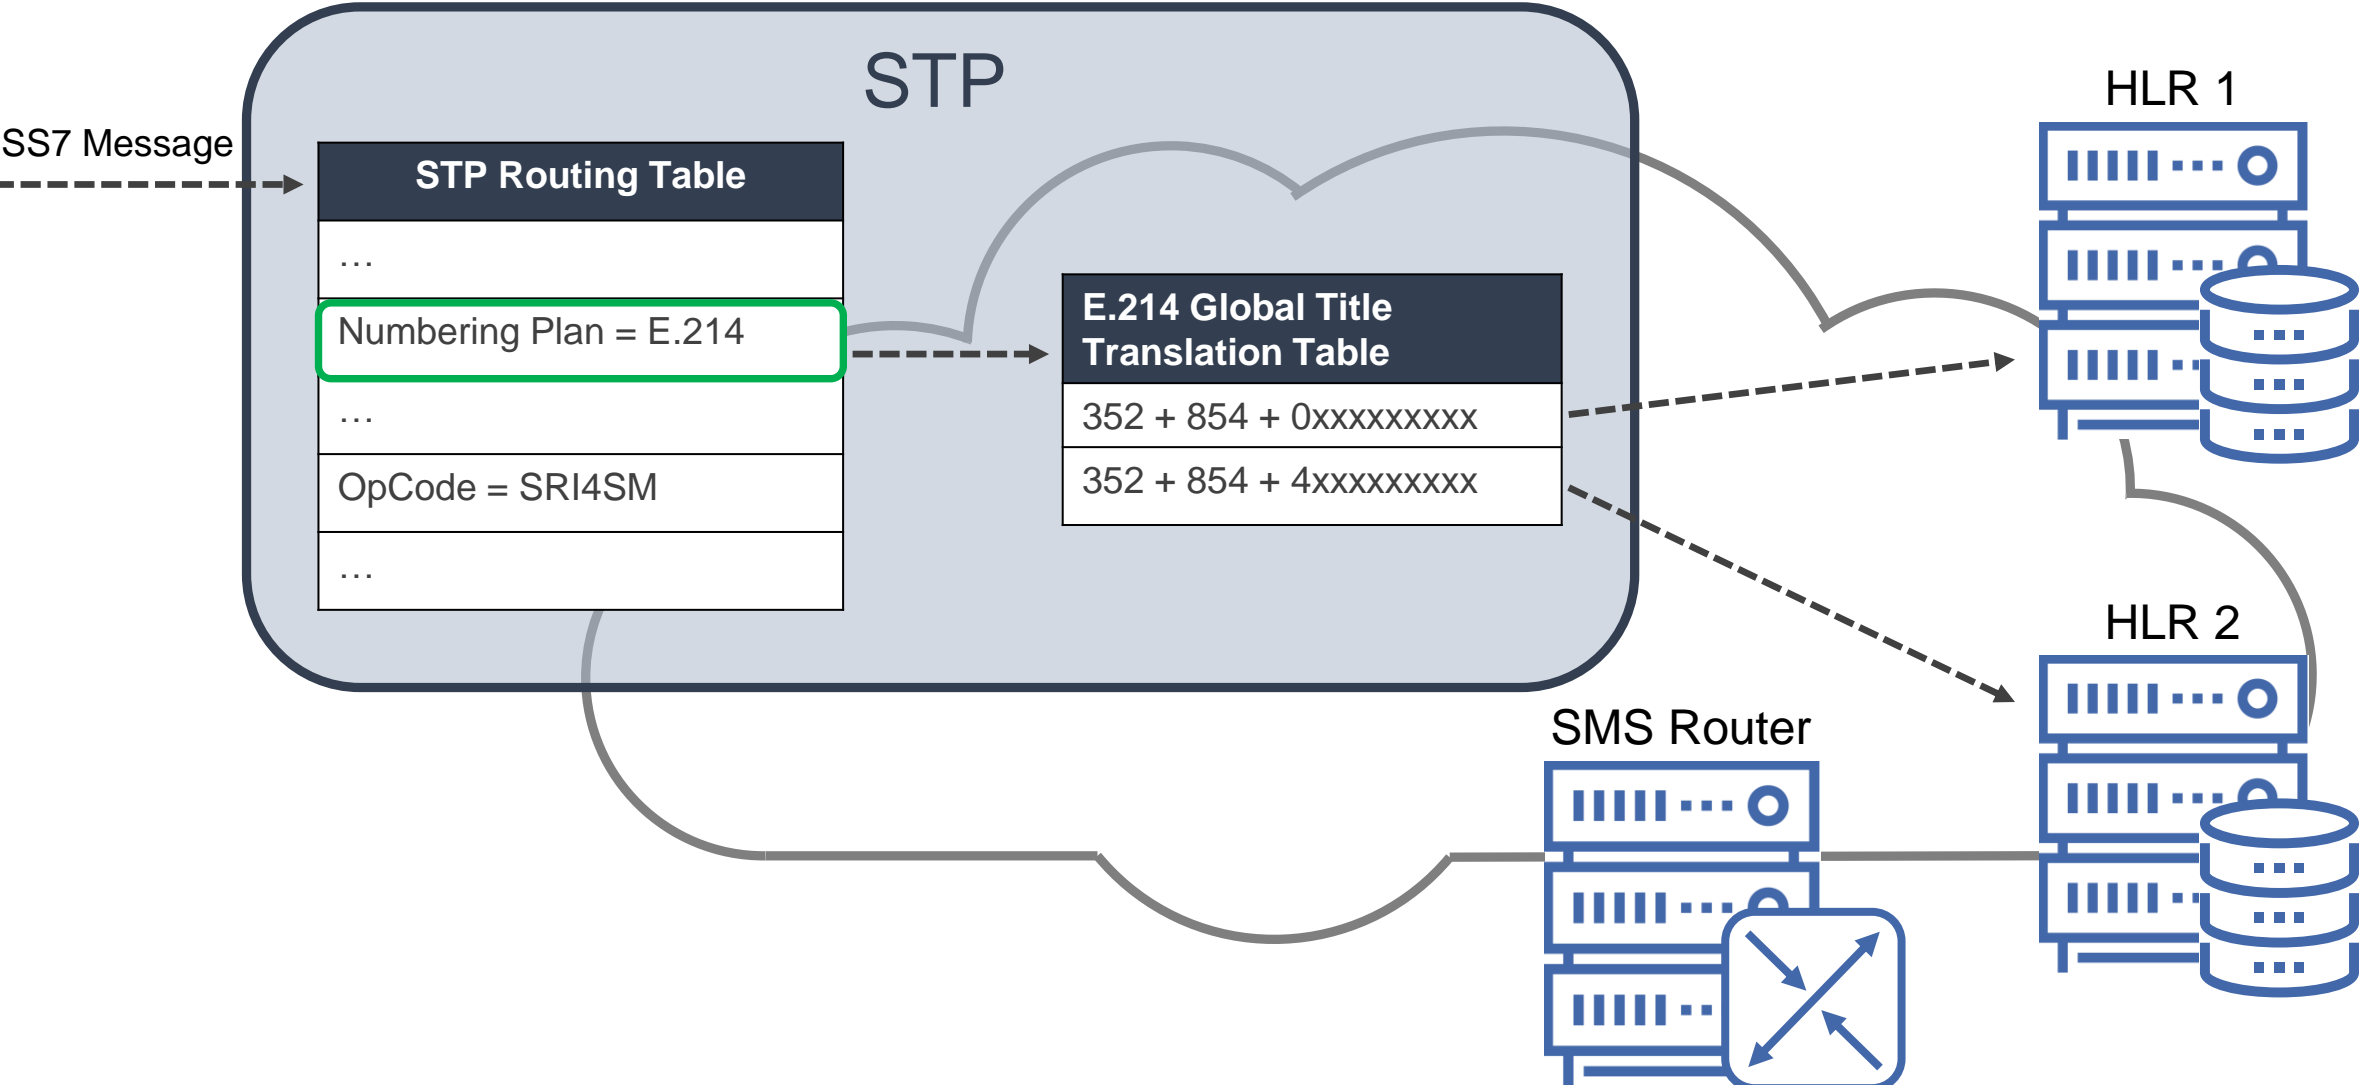 STP
HLR 1
SS7 Message
STP Routing Table
…
Numbering Plan = E.214
…
OpCode = SRI4SM
…
E.214 Global Title
Translation Table
352 + 854 + 0xxxxxxxxx
352 + 854 + 4xxxxxxxxx
HLR 2
SMS Router